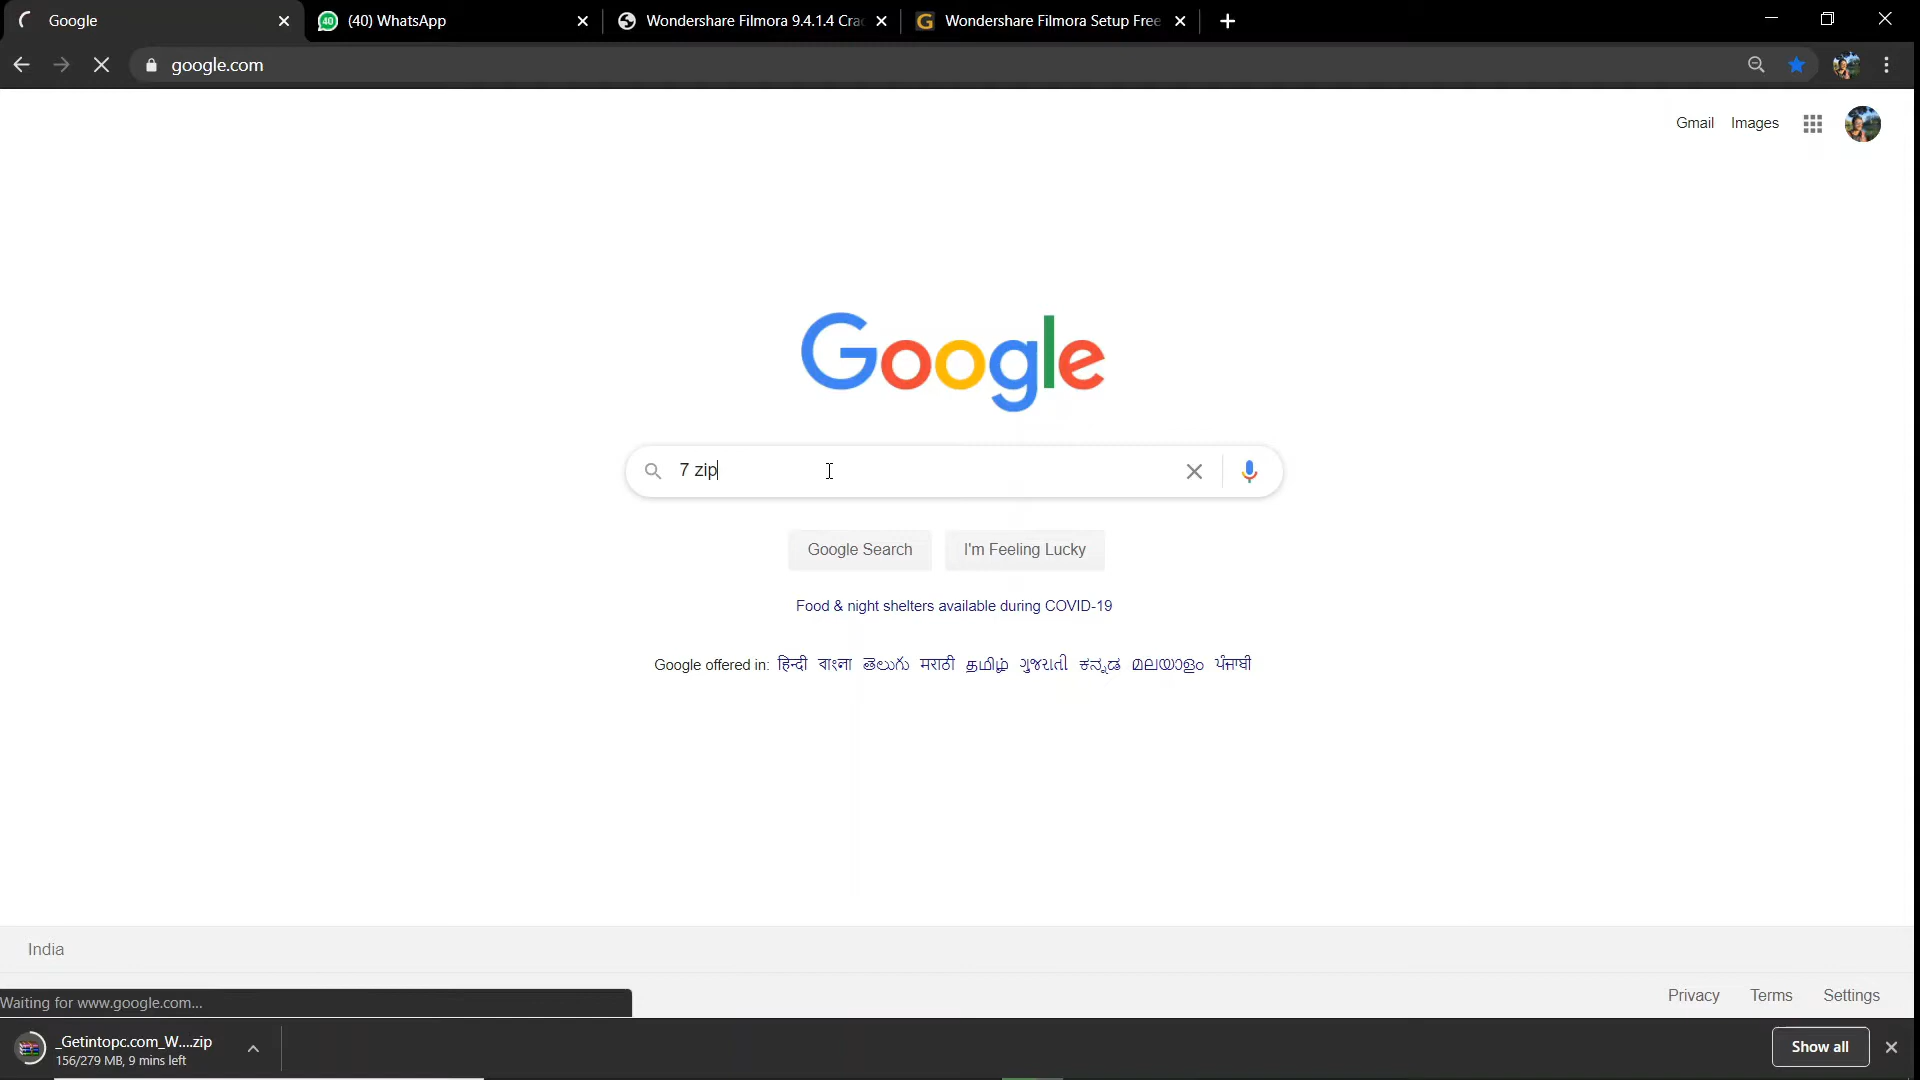 Google
(40) WhatsApp
Wondershare Filmora 9.4.1.4 Crac
Wondershare Filmora Setup Free
google.com
Gmail
Images
Google
7 zip
Google Search
I'm Feeling Lucky
Food & night shelters available during COVID-19
Google offered in: हिन्दी বাংলা తెలుగు मराठी தமிழ் ગુજરાતી ಕನ್ನಡ മലയാളം ਪੰਜਾਬੀ
India
Waiting for www.google.com...
Privacy
Terms
Settings
_Getintopc.com_W....zip
156/279 MB, 9 mins left
Show all